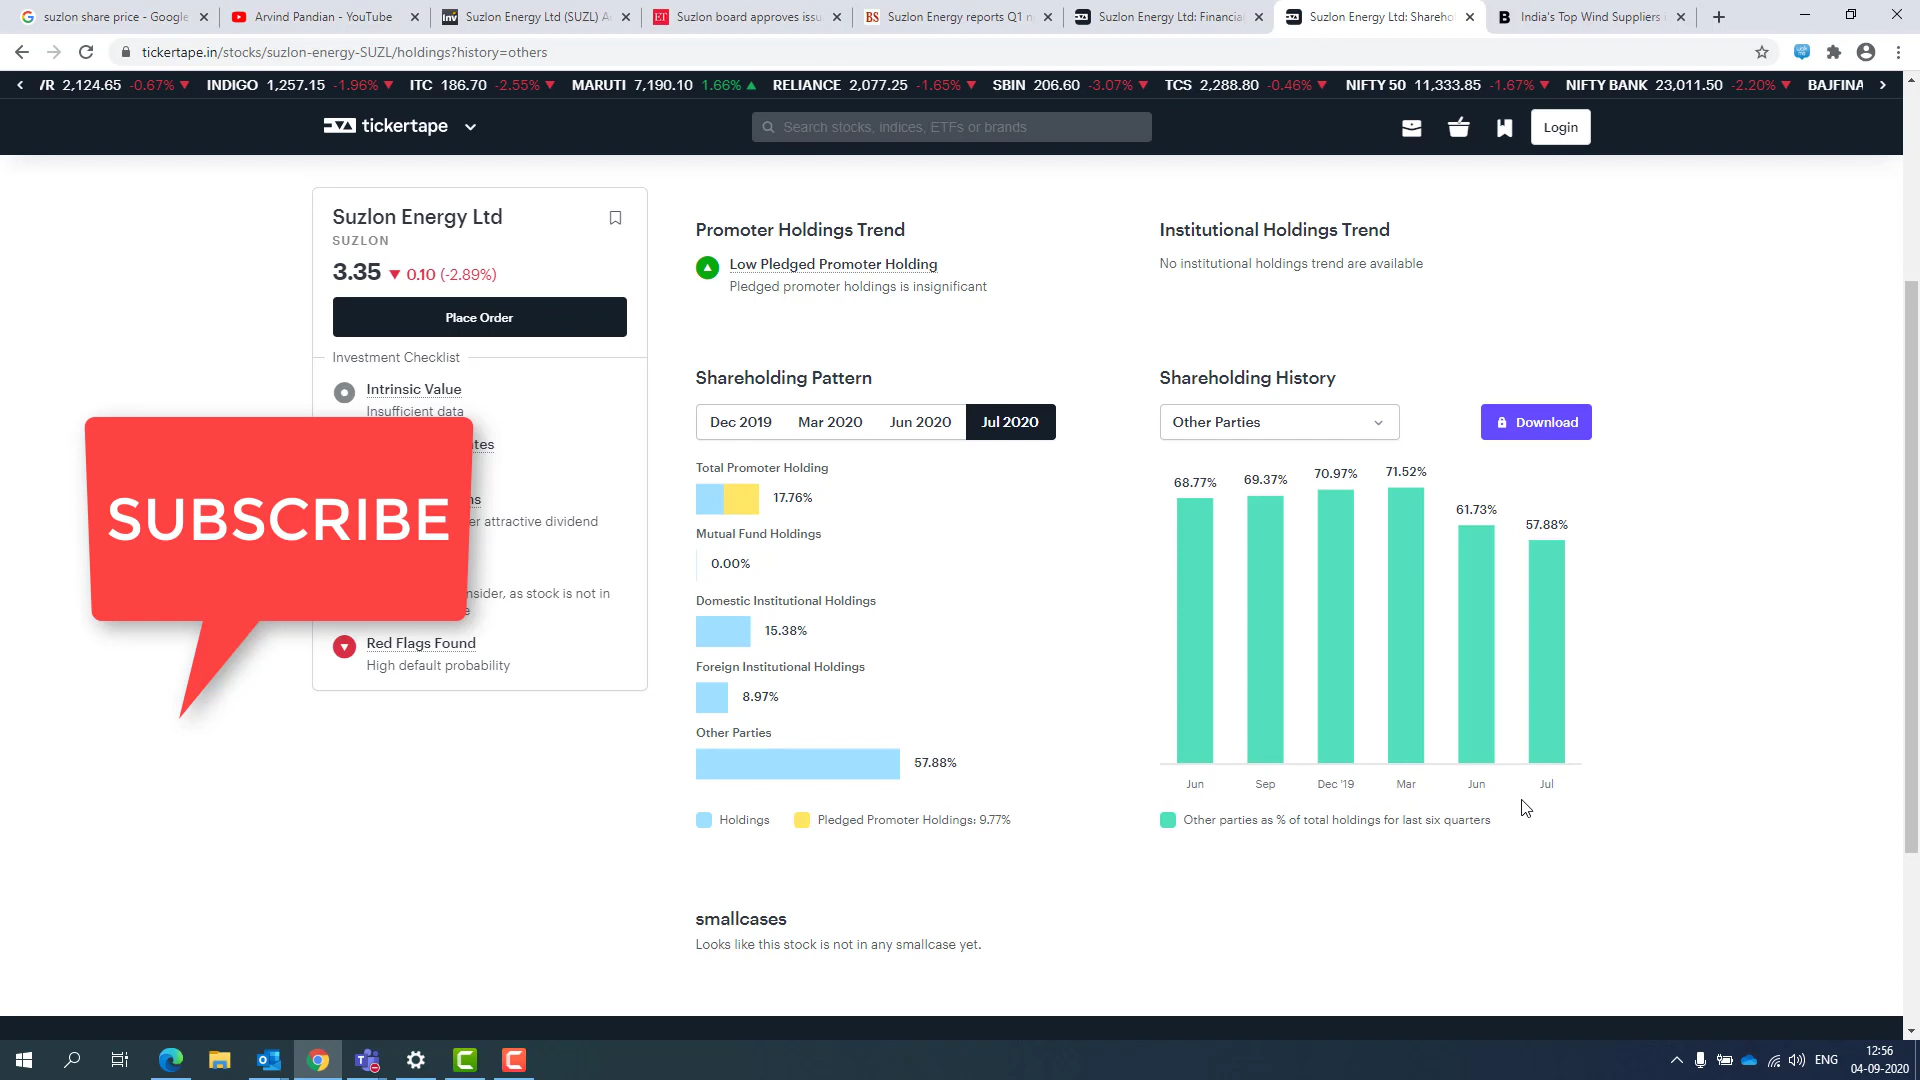 suzlon share price - Google
Arvind Pandian - YouTube
Suzlon Energy Ltd (SUZL)
Suzlon board approves issu
Suzlon Energy reports Q1 n
Suzlon Energy Ltd: Financia
Suzlon Energy Ltd: Shareho
India's Top Wind Suppliers
tickertape.in/stocks/suzlon-energy-SUZL/holdings?history=others
/R 2,124.65 -0.67% INDIGO 1,257.15 -1.96% ITC 186.70 -2.55% MARUTI 7,190.10 1.66% RELIANCE 2,077.25 -1.65% SBIN 206.60 -3.07% TCS 2,288.80 -0.46% NIFTY 50 11,333.85 -1.67% NIFTY BANK 23,011.50 -2.20% BAJFINA
tickertape
Search stocks, indices, ETFs or brands
Login
Suzlon Energy Ltd
SUZLON
3.35 0.10 (-2.89%)
Place Order
Investment Checklist
Intrinsic Value
Insufficient data
tes
ns
er attractive dividend
nsider, as stock is not in
e
Red Flags Found
High default probability
SUBSCRIBE
Promoter Holdings Trend
Low Pledged Promoter Holding
Pledged promoter holdings is insignificant
Institutional Holdings Trend
No institutional holdings trend are available
Shareholding Pattern
Dec 2019 Mar 2020 Jun 2020 Jul 2020
Total Promoter Holding
17.76%
Mutual Fund Holdings
0.00%
Domestic Institutional Holdings
15.38%
Foreign Institutional Holdings
8.97%
Other Parties
57.88%
Holdings Pledged Promoter Holdings: 9.77%
Shareholding History
Other Parties
Download
68.77% 69.37% 70.97% 71.52% 61.73% 57.88%
Jun Sep Dec '19 Mar Jun Jul
Other parties as % of total holdings for last six quarters
smallcases
Looks like this stock is not in any smallcase yet.
ENG
12:56
04-09-2020